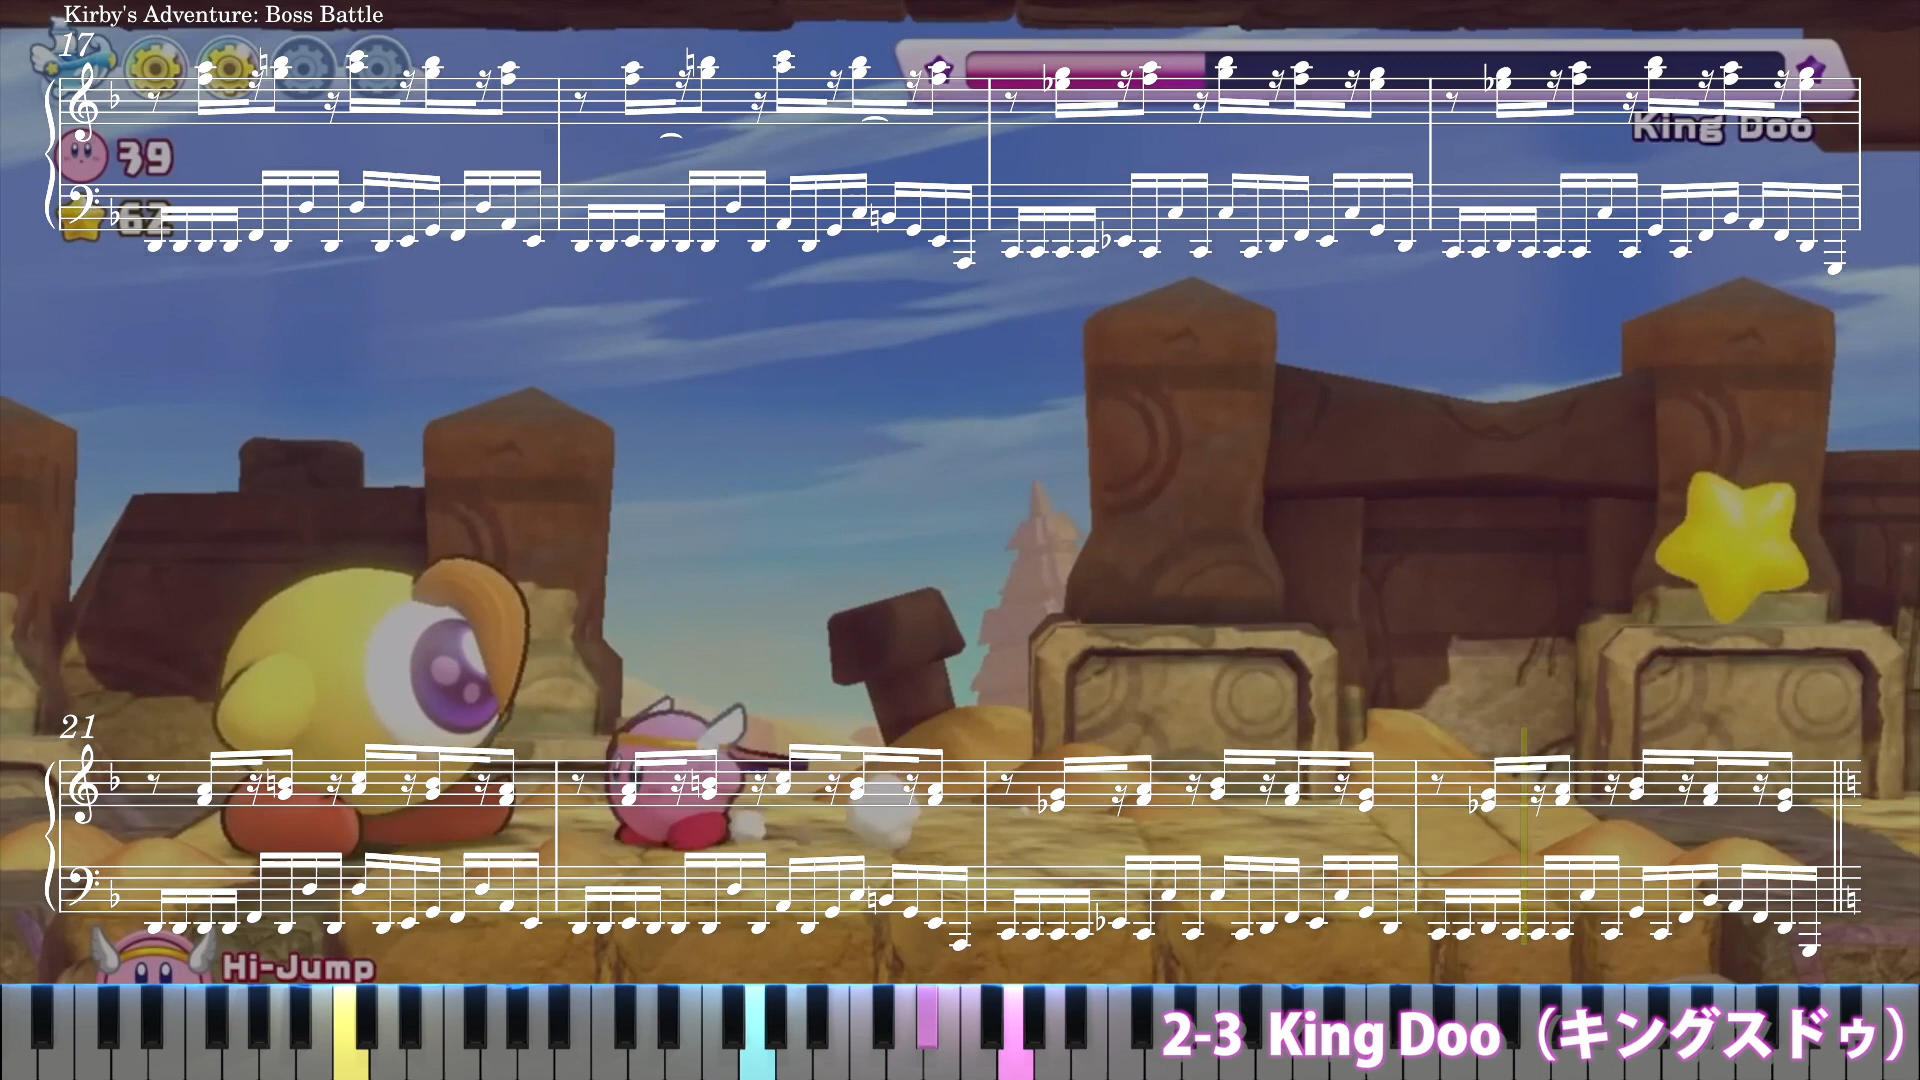 Kirby's Adventure: Boss Battle
17
39
62
King Doo
21
Hi-Jump
2-3 King Doo（キングスドゥ）